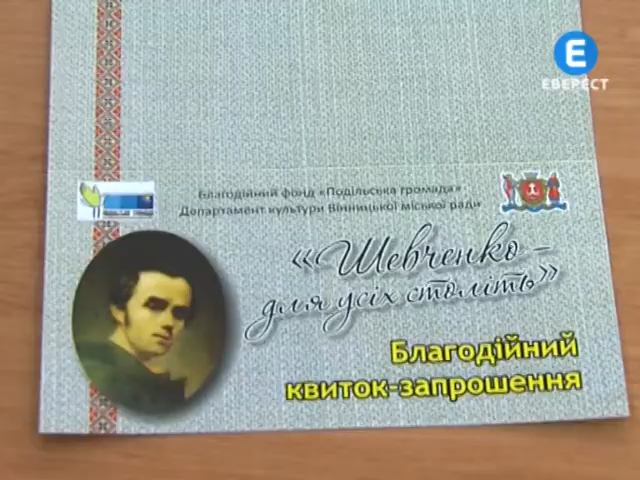 Е
ЕВЕРЕСТ
Благодійний фонд «Подільська громада»
Департамент культури Вінницької міської ради
«Шевченко –
для усіх століть»
Благодійний
квиток-запрошення